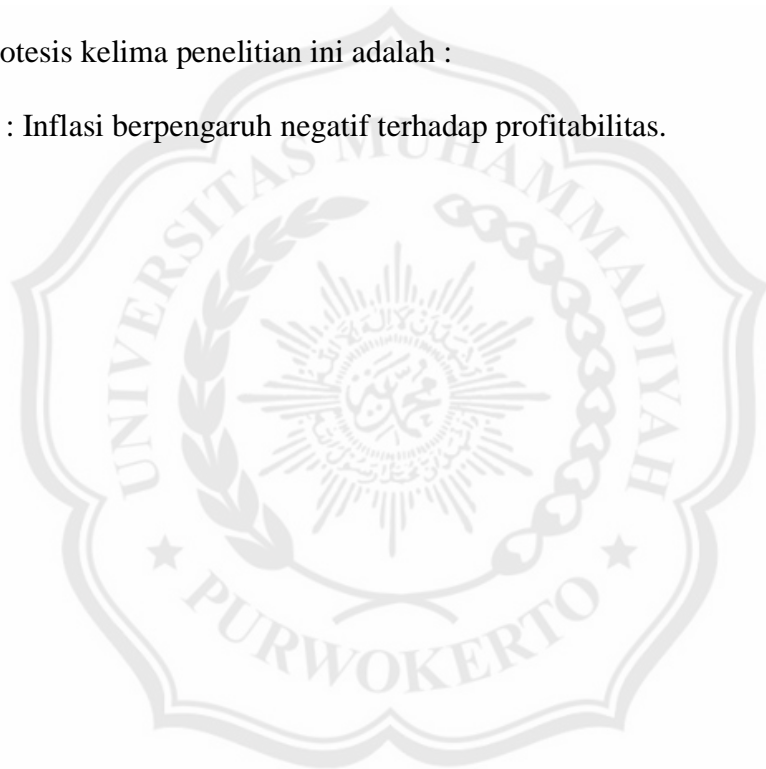 otesis kelima penelitian ini adalah :
: Inflasi berpengaruh negatif terhadap profitabilitas.
UNIVERSITAS MUHAMMADIYAH
PURWOKERTO